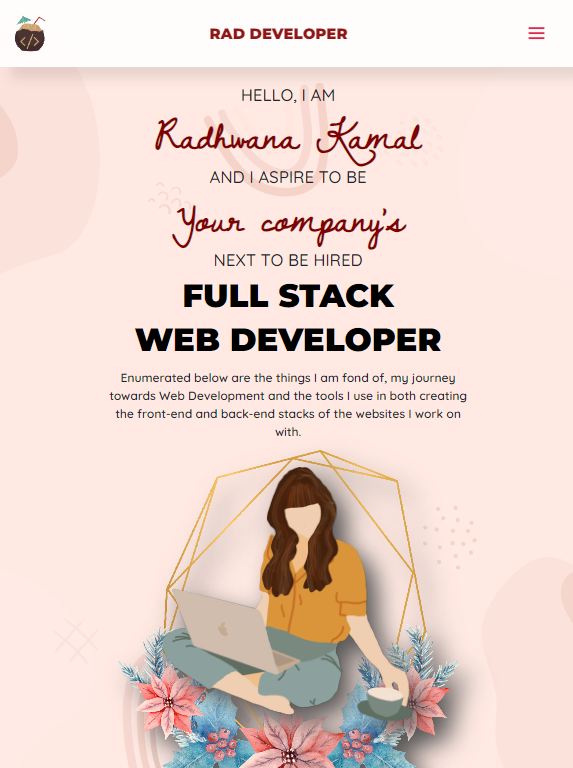 </>
RAD DEVELOPER
HELLO, I AM
Radhwana Kamal
AND I ASPIRE TO BE
Your company's
NEXT TO BE HIRED
FULL STACK
WEB DEVELOPER
Enumerated below are the things I am fond of, my journey
towards Web Development and the tools I use in both creating
the front-end and back-end stacks of the websites I work on
with.